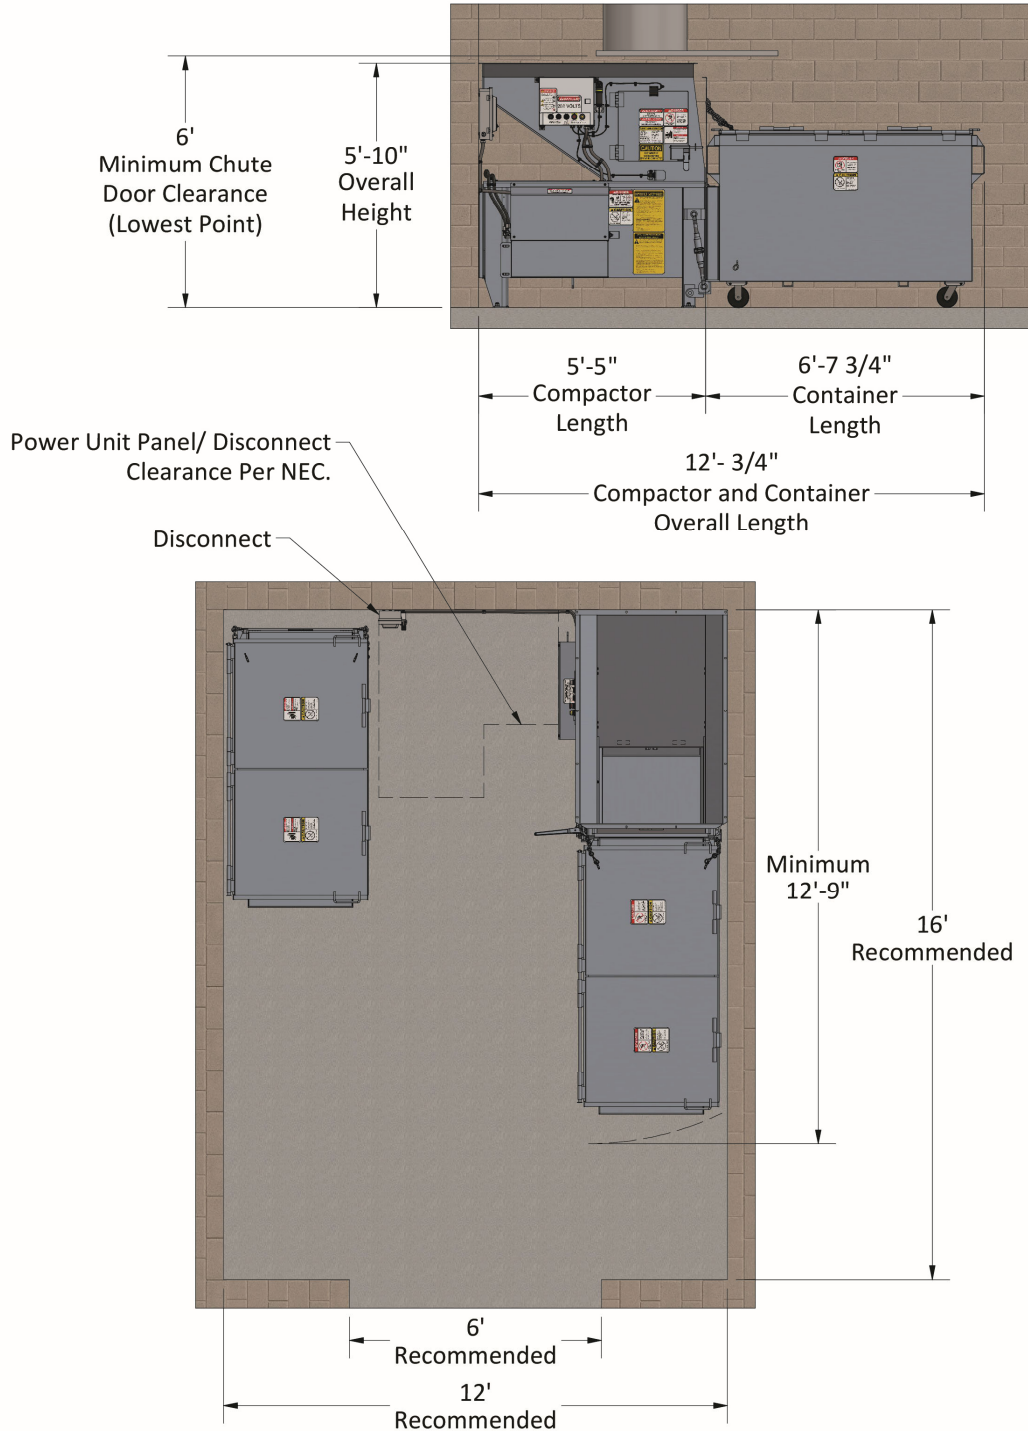 6'
Minimum Chute
Door Clearance
(Lowest Point)
5'-10"
Overall
Height
CAUTION
5'-5"
Compactor
Length
6'-7 3/4"
Container
Length
12'- 3/4"
Compactor and Container
Overall Length
Power Unit Panel/ Disconnect
Clearance Per NEC.
Disconnect
Minimum
12'-9"
16'
Recommended
6'
Recommended
12'
Recommended